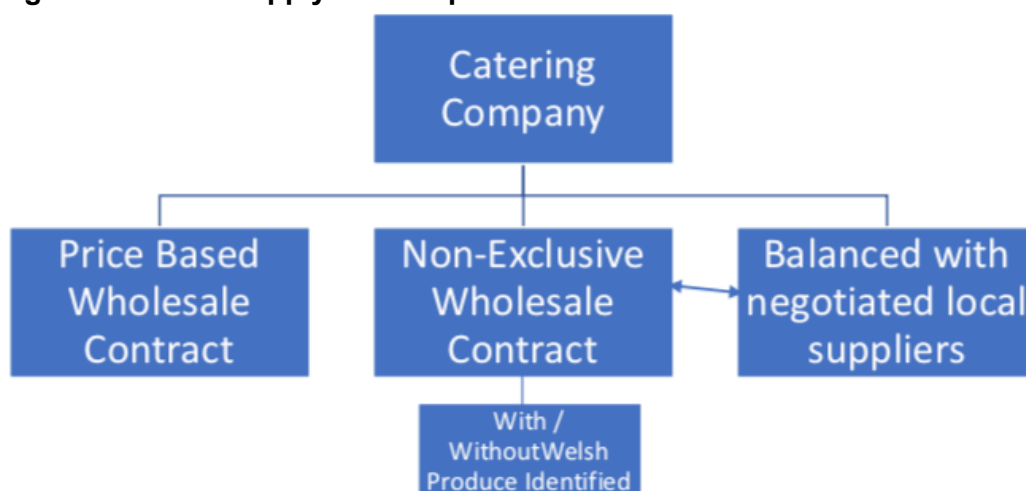 supply
Catering
Company
Price Based
Wholesale
Contract
Non-Exclusive
Wholesale
Contract
Balanced with
negotiated local
suppliers
With /
WithoutWelsh
Produce Identified